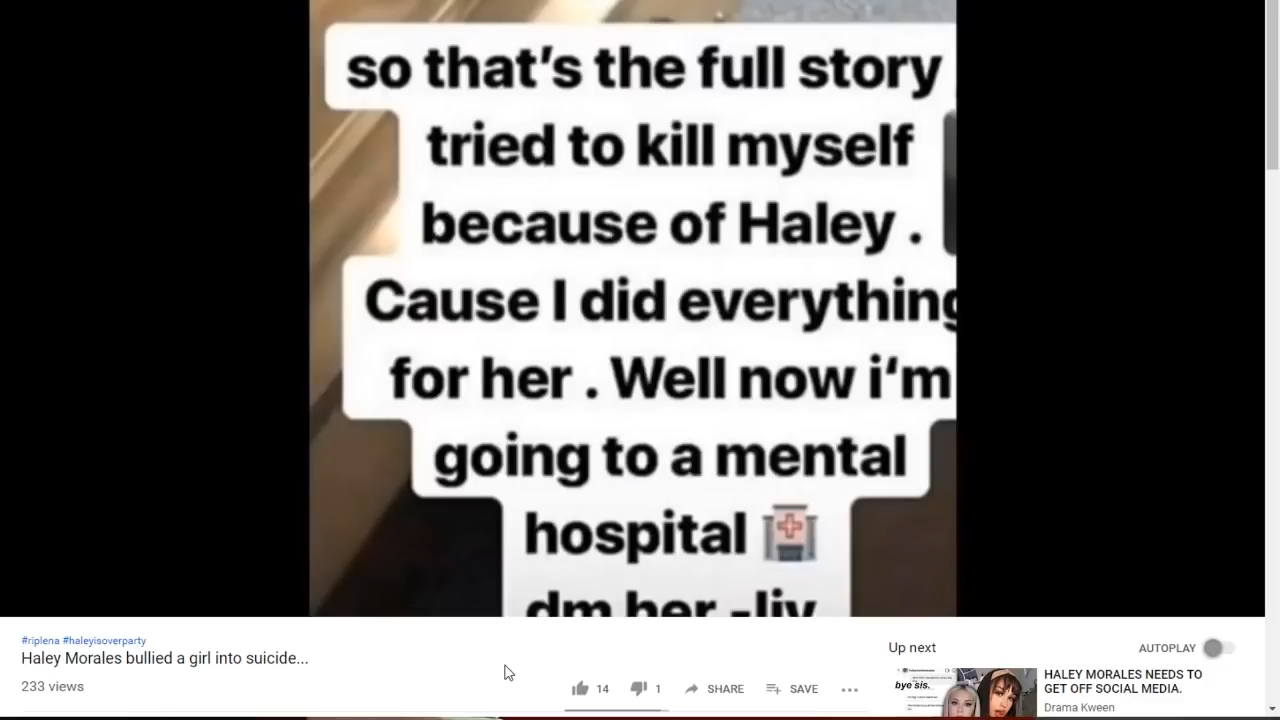 so that's the full story
tried to kill myself
because of Haley .
Cause I did everything
for her . Well now i‘m
going to a mental
hospital 🏥
dm her -liv
#riplena #haleyisoverparty
Haley Morales bullied a girl into suicide...
233 views
14
1
SHARE
SAVE
Up next
AUTOPLAY
bye sis.
HALEY MORALES NEEDS TO
GET OFF SOCIAL MEDIA.
Drama Kween